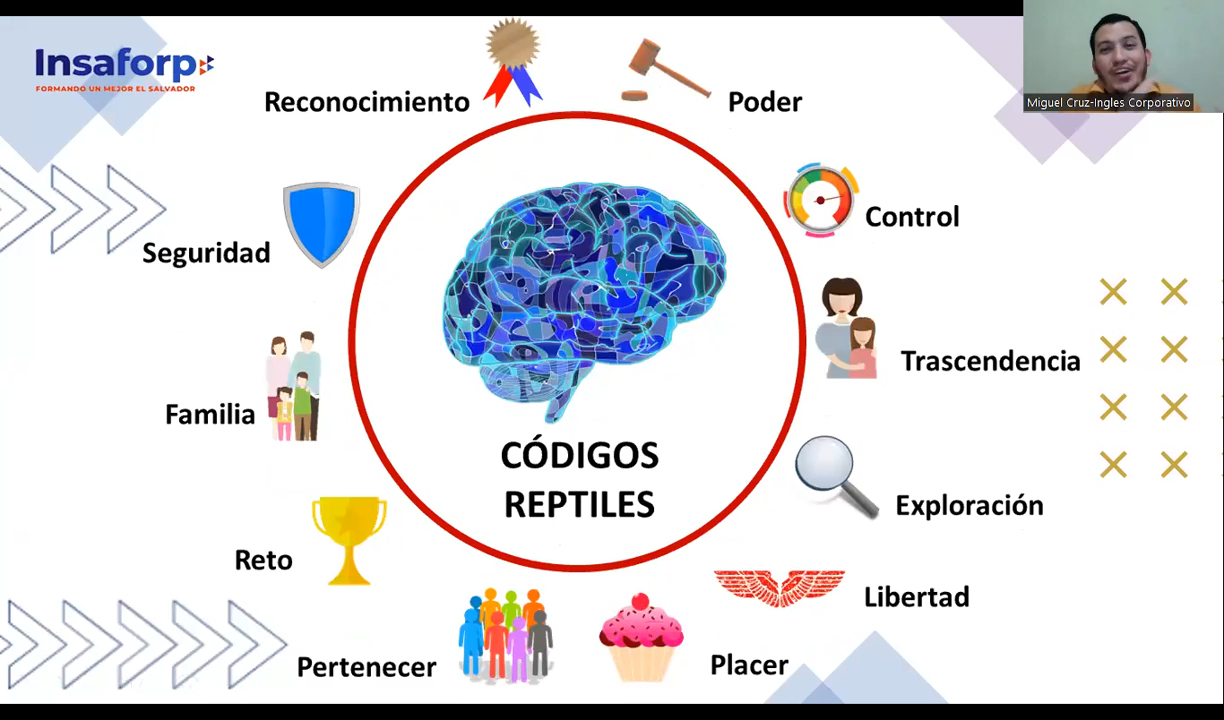 Insaforp
FORMANDO UN MEJOR EL SALVADOR
Miguel Cruz-Ingles Corporativo
Reconocimiento
Poder
Seguridad
Control
Familia
Trascendencia
CÓDIGOS
REPTILES
Exploración
Reto
Libertad
Pertenecer
Placer